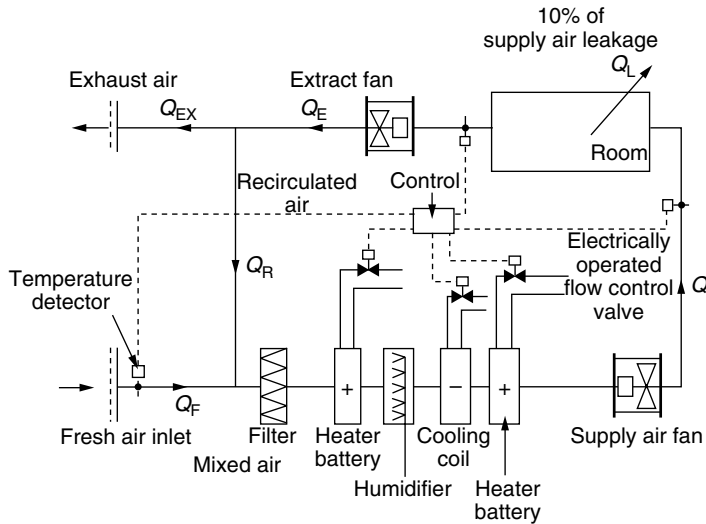 10% of
supply air leakage
Q_L
Exhaust air
Extract fan
Q_EX
Q_E
Room
Recirculated
air
Control
Temperature
detector
Q_R
Electrically
operated
flow control
valve
Q
+
−
+
Q_F
Fresh air inlet
Filter
Heater
battery
Cooling
coil
Supply air fan
Mixed air
Humidifier
Heater
battery